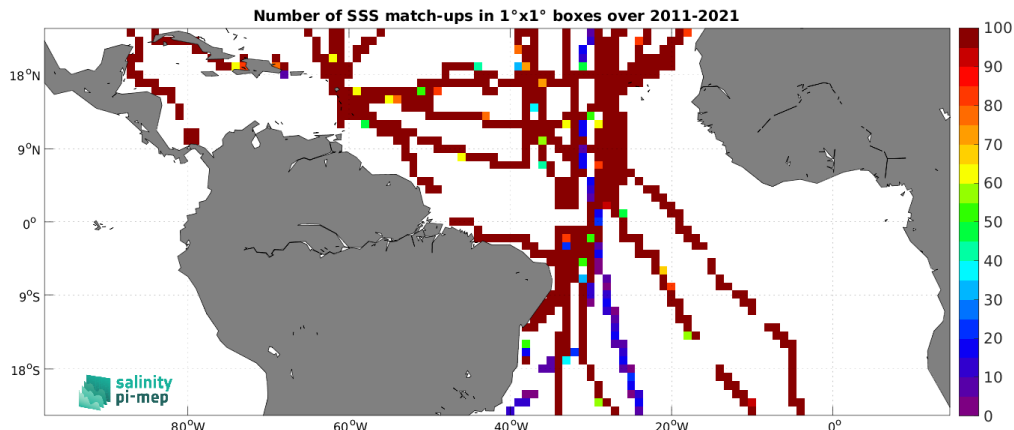 Number of SSS match-ups in 1°x1° boxes over 2011-2021
18°N
9°N
0°
9°S
18°S
80°W
60°W
40°W
20°W
0°
100
90
80
70
60
50
40
30
20
10
0
salinity
pi-mep